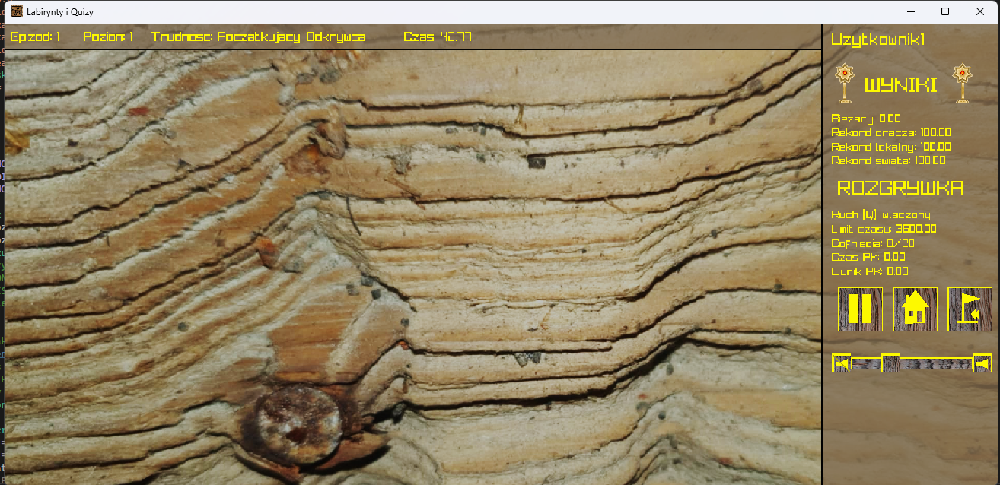 Labirynty i Quizy
Epizod: 1 Poziom: 1 Trudnosc: Poczatkujacy-Odkrywca Czas: 42.77
Uzytkownik1
WYNIKI
Biezacy: 0.00
Rekord gracza: 100.00
Rekord lokalny: 100.00
Rekord swiata: 100.00
ROZGRYWKA
Ruch [Q]: wlaczony
Limit czasu: 3600.00
Cofniecia: 0/20
Czas PK: 0.00
Wynik PK: 0.00